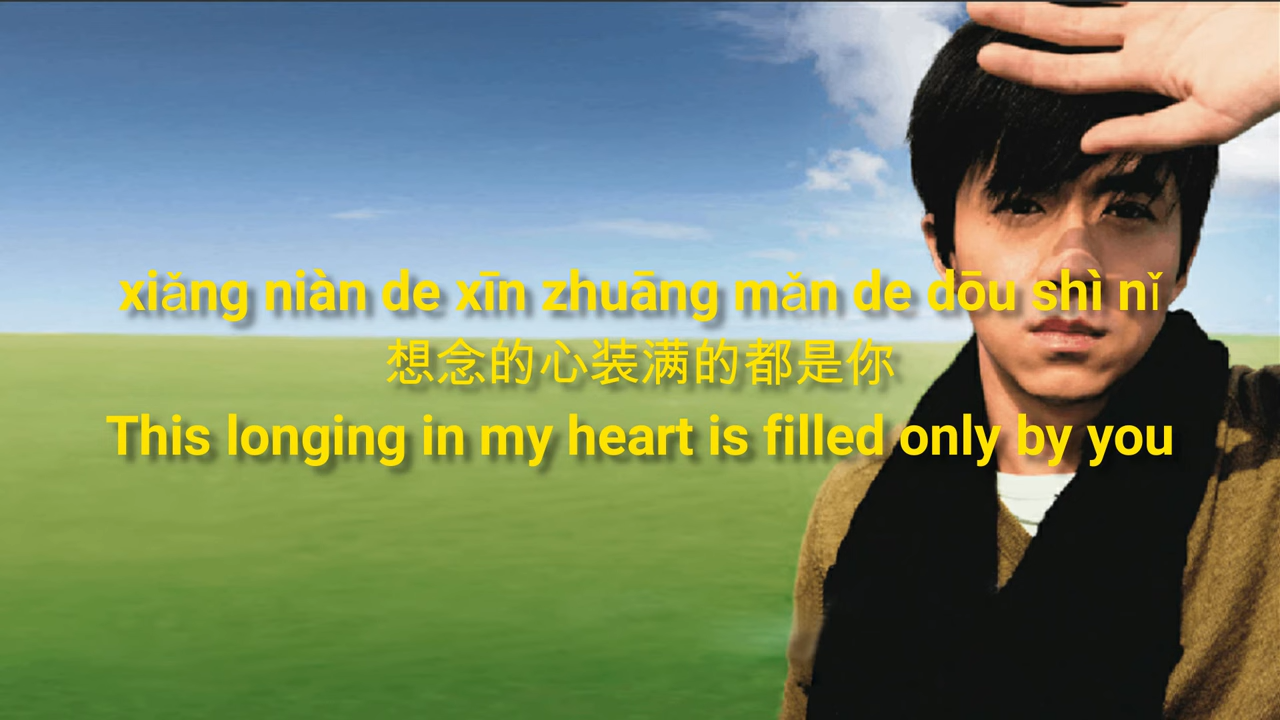 xiǎng niàn de xīn zhuāng mǎn de dōu shì nǐ
想念的心装满的都是你
This longing in my heart is filled only by you